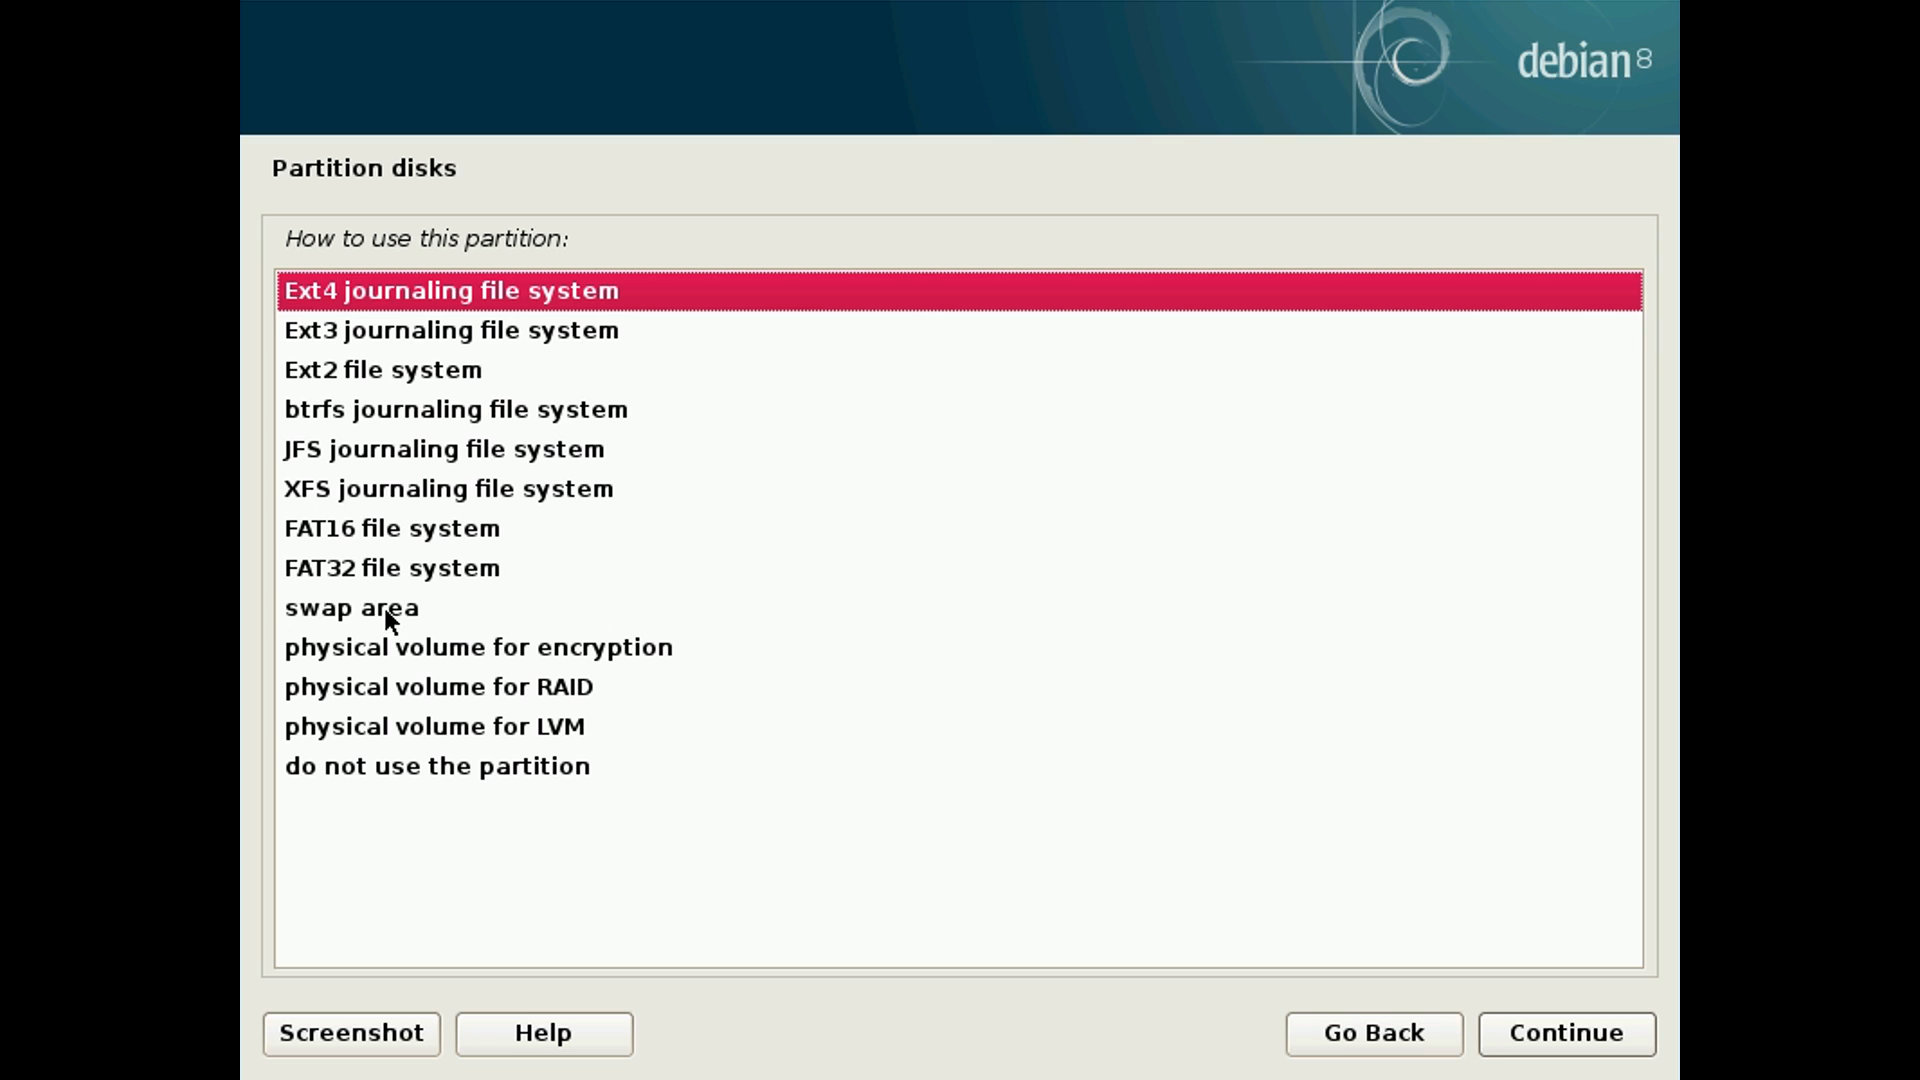 debian 8
Partition disks
How to use this partition:
Ext4 journaling file system
Ext3 journaling file system
Ext2 file system
btrfs journaling file system
JFS journaling file system
XFS journaling file system
FAT16 file system
FAT32 file system
swap area
physical volume for encryption
physical volume for RAID
physical volume for LVM
do not use the partition
Screenshot Help Go Back Continue